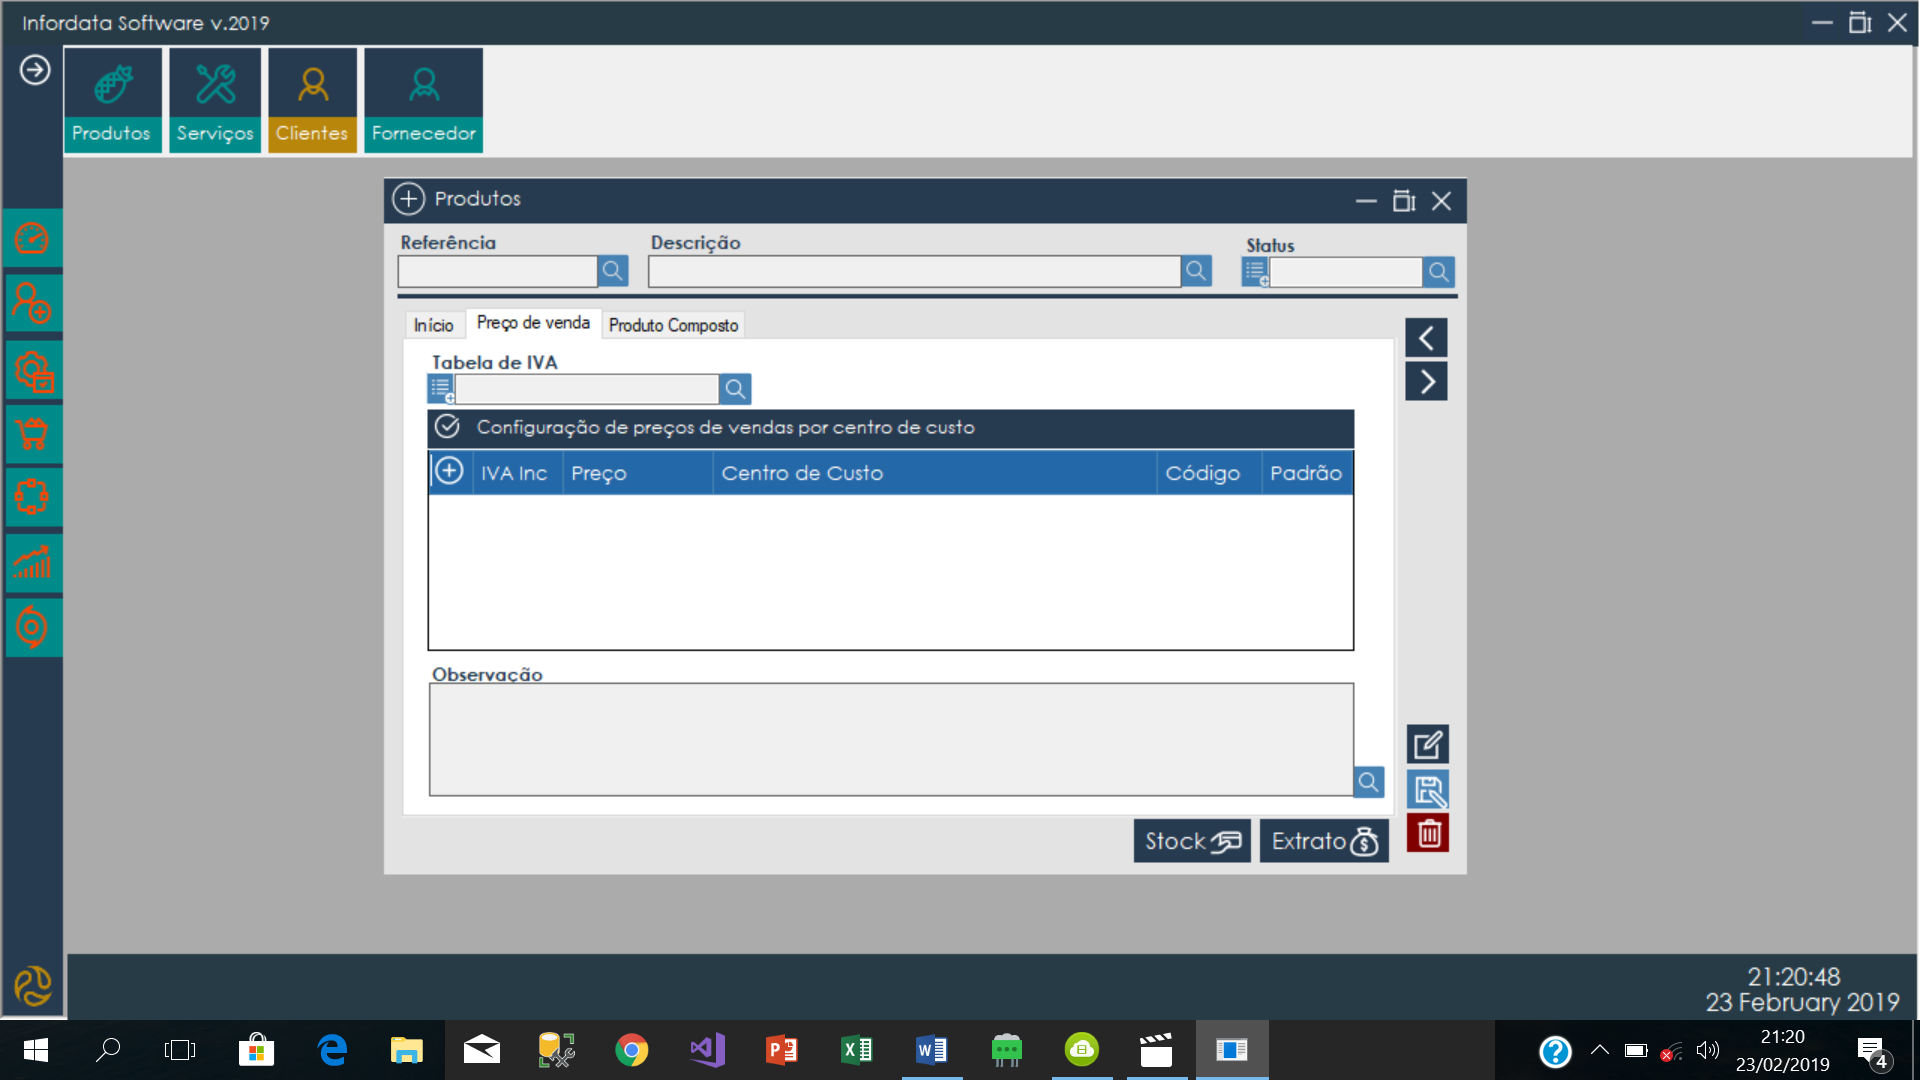 Infordata Software v.2019
Produtos
Serviços
Clientes
Fornecedor
Produtos
Referência
Descrição
Status
Início
Preço de venda
Produto Composto
Tabela de IVA
Configuração de preços de vendas por centro de custo
IVA Inc
Preço
Centro de Custo
Código
Padrão
Observação
Stock
Extrato
21:20:48
23 February 2019
21:20
23/02/2019
4